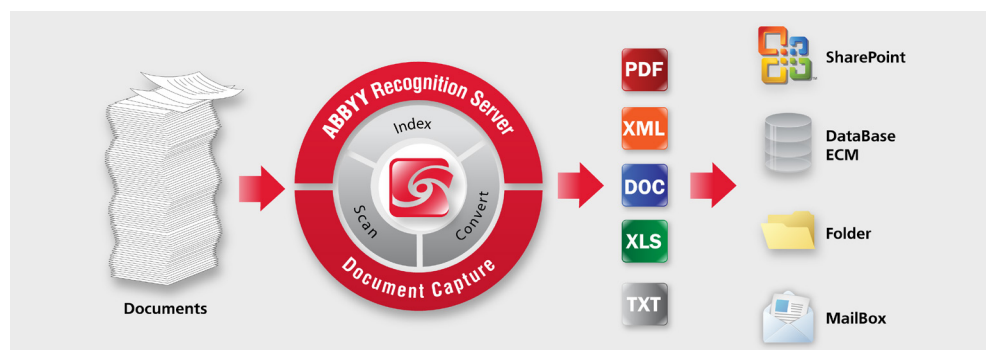 Documents
ABBYY Recognition Server
Index
Scan
Convert
Document Capture
PDF
XML
DOC
XLS
TXT
SharePoint
DataBase
ECM
Folder
MailBox